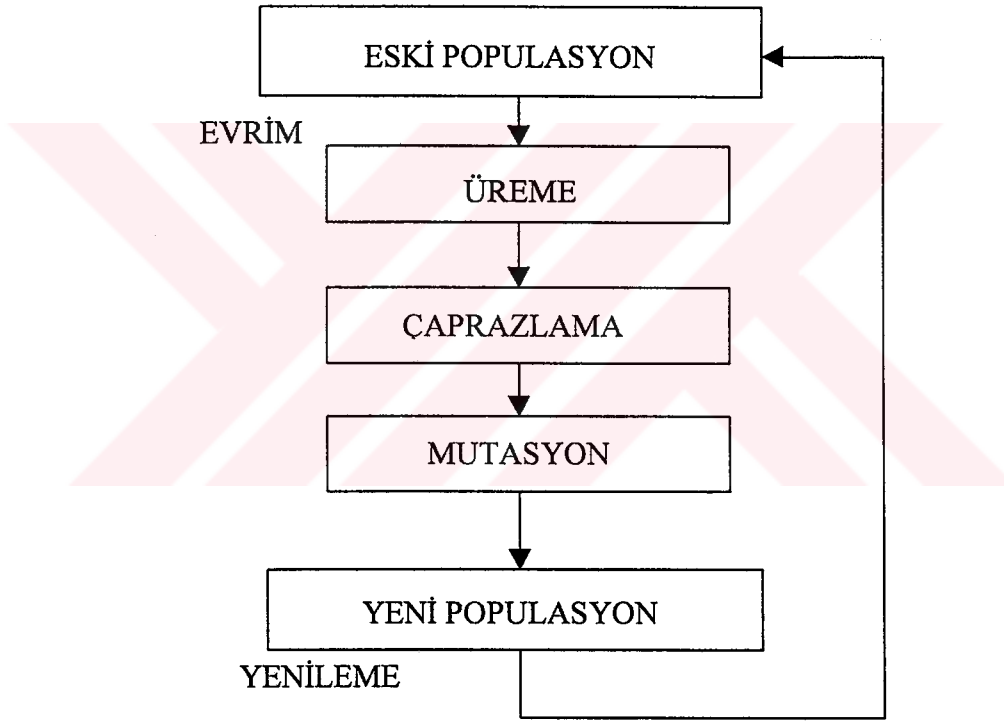 ESKİ POPULASYON
EVRİM
ÜREME
ÇAPRAZLAMA
MUTASYON
YENİ POPULASYON
YENİLEME